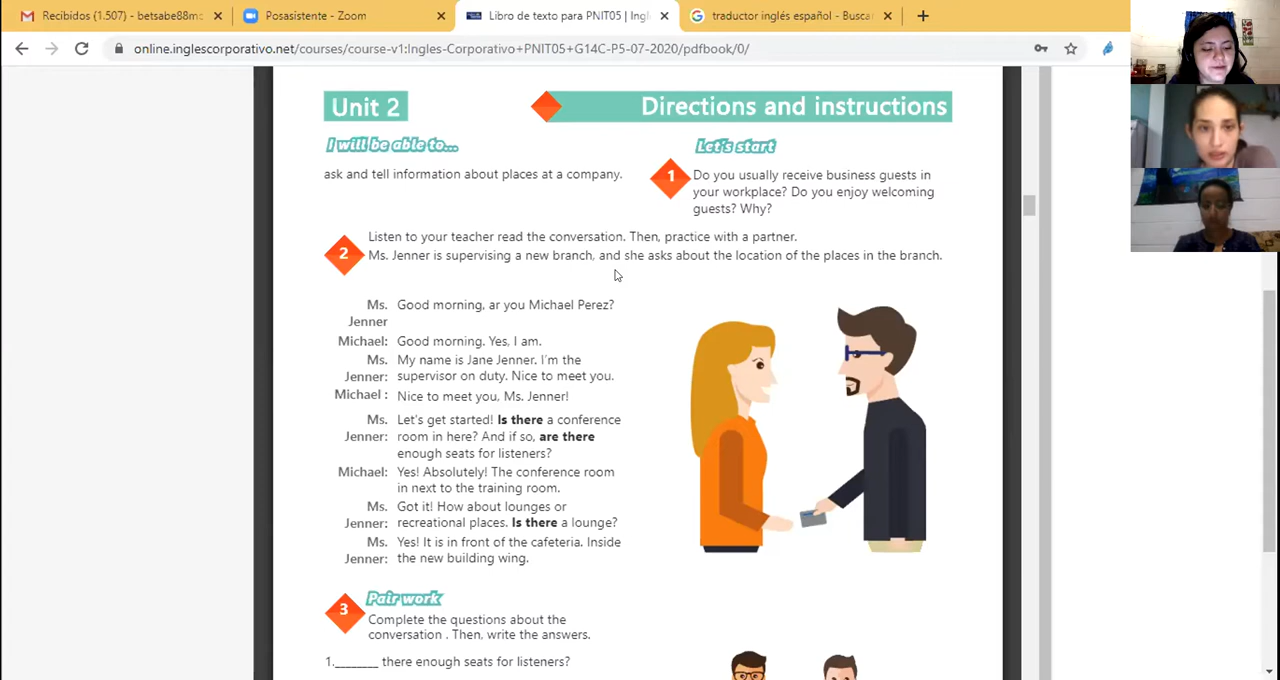 Recibidos (1.507) - betsabe88m
Posasistente - Zoom
Libro de texto para PNIT05 | Ingl
traductor inglés español - Busca
online.inglescorporativo.net/courses/course-v1:Ingles-Corporativo+PNIT05+G14C-P5-07-2020/pdfbook/0/
Unit 2
Directions and instructions
I will be able to...
ask and tell information about places at a company.
Let's start
1
Do you usually receive business guests in
your workplace? Do you enjoy welcoming
guests? Why?
2
Listen to your teacher read the conversation. Then, practice with a partner.
Ms. Jenner is supervising a new branch, and she asks about the location of the places in the branch.
Ms. Good morning, ar you Michael Perez?
Jenner
Michael: Good morning. Yes, I am.
Ms. My name is Jane Jenner. I´m the
Jenner: supervisor on duty. Nice to meet you.
Michael : Nice to meet you, Ms. Jenner!
Ms. Let's get started! Is there a conference
Jenner: room in here? And if so, are there
enough seats for listeners?
Michael: Yes! Absolutely! The conference room
in next to the training room.
Ms. Got it! How about lounges or
Jenner: recreational places. Is there a lounge?
Ms. Yes! It is in front of the cafeteria. Inside
Jenner: the new building wing.
3
Pair work
Complete the questions about the
conversation . Then, write the answers.
1.________ there enough seats for listeners?